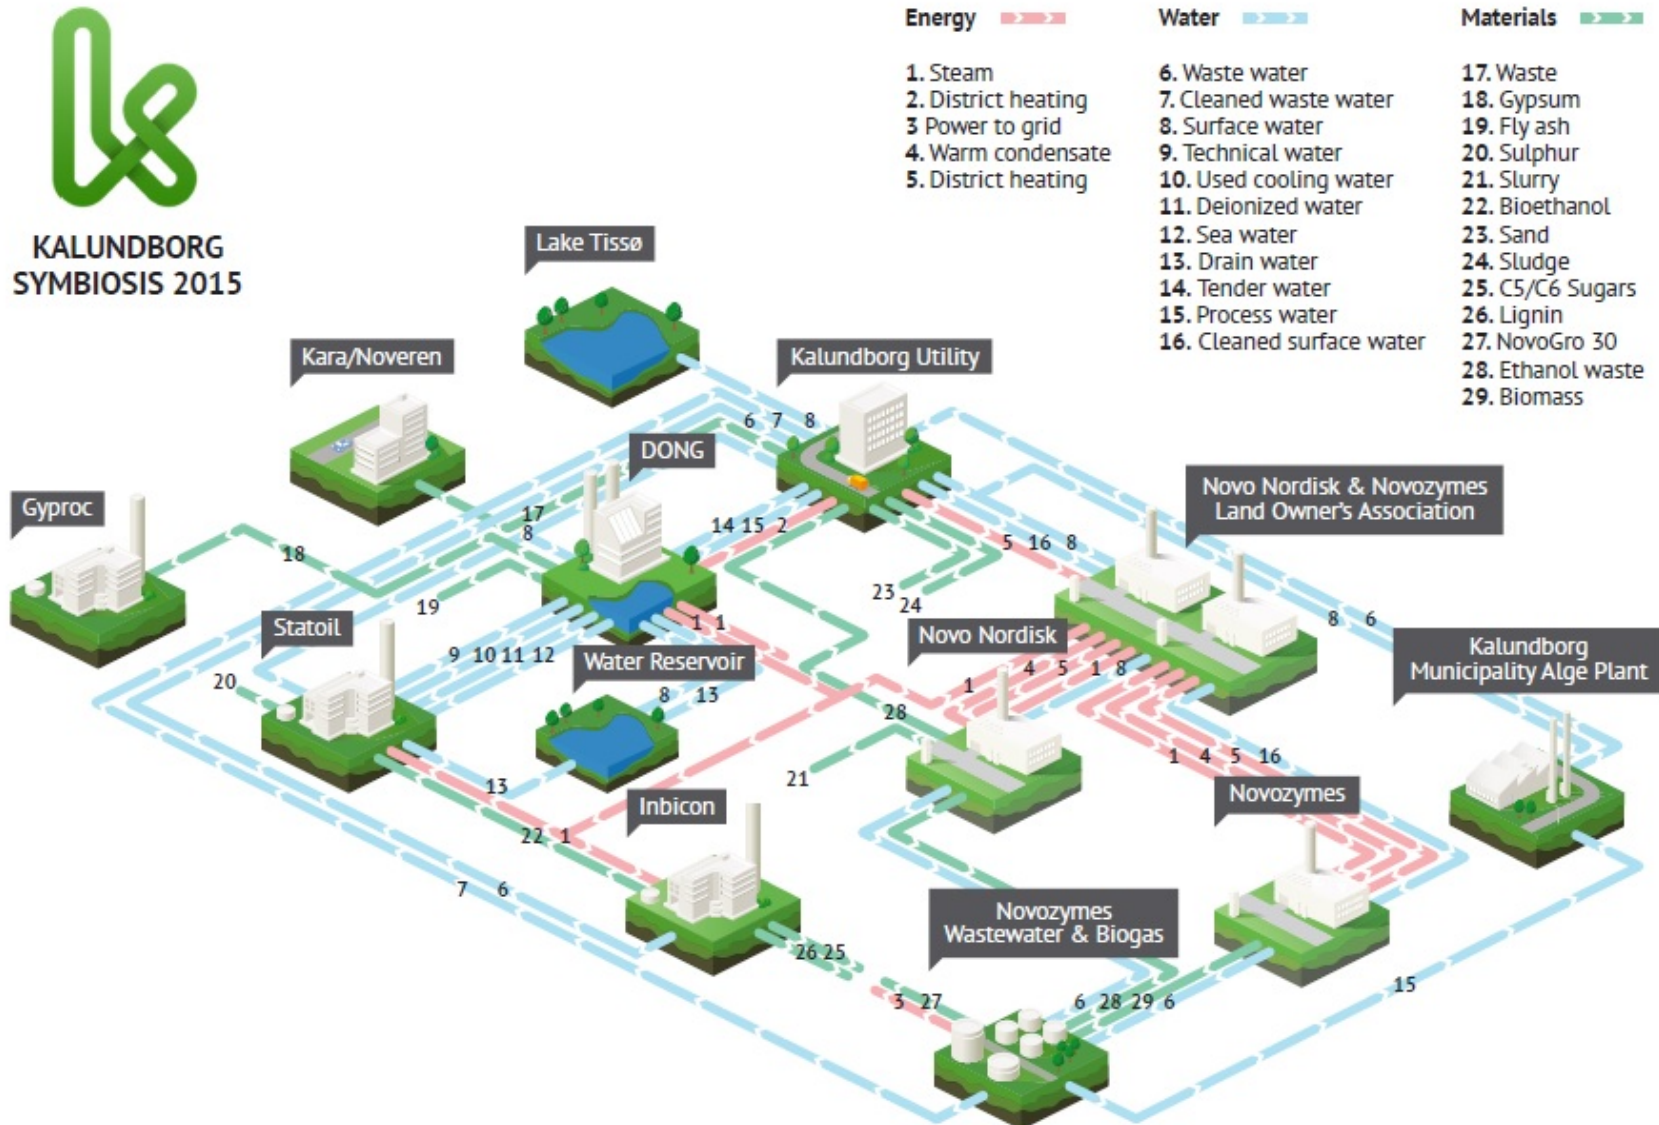 KALUNDBORG
SYMBIOSIS 2015
Energy
1. Steam
2. District heating
3 Power to grid
4. Warm condensate
5. District heating
Water
6. Waste water
7. Cleaned waste water
8. Surface water
9. Technical water
10. Used cooling water
11. Deionized water
12. Sea water
13. Drain water
14. Tender water
15. Process water
16. Cleaned surface water
Materials
17. Waste
18. Gypsum
19. Fly ash
20. Sulphur
21. Slurry
22. Bioethanol
23. Sand
24. Sludge
25. C5/C6 Sugars
26. Lignin
27. NovoGro 30
28. Ethanol waste
29. Biomass
Lake Tissø
Kara/Noveren
Kalundborg Utility
6 7 8
DONG
Novo Nordisk & Novozymes
Land Owner's Association
Gyproc
17
8
14 15 2
5 16 8
18
23
24
19
8 6
Statoil
1 1
Novo Nordisk
Kalundborg
Municipality Alge Plant
9 10 11 12
Water Reservoir
1 4 5 1 8
20
8 13
28
1 4 5 16
13
21
Novozymes
Inbicon
22 1
7 6
Novozymes
Wastewater & Biogas
26 25
3 27
6 28 29 6
15